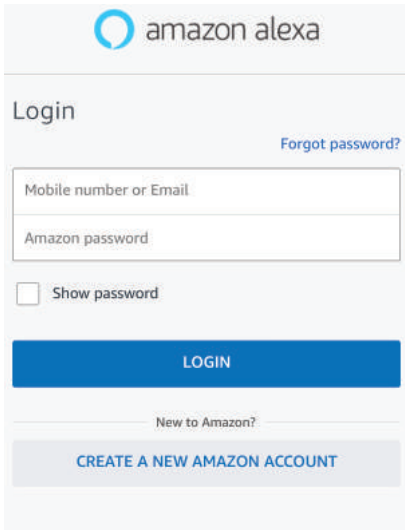 amazon alexa
Login
Forgot password?
Mobile number or Email
Amazon password
Show password
LOGIN
New to Amazon?
CREATE A NEW AMAZON ACCOUNT